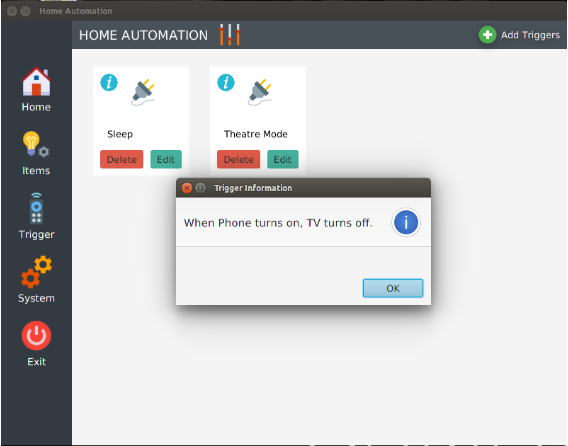 Home Automation
HOME AUTOMATION
Add Triggers
Home
Items
Trigger
System
Exit
Sleep
Delete Edit
Theatre Mode
Delete Edit
Trigger Information
When Phone turns on, TV turns off.
OK